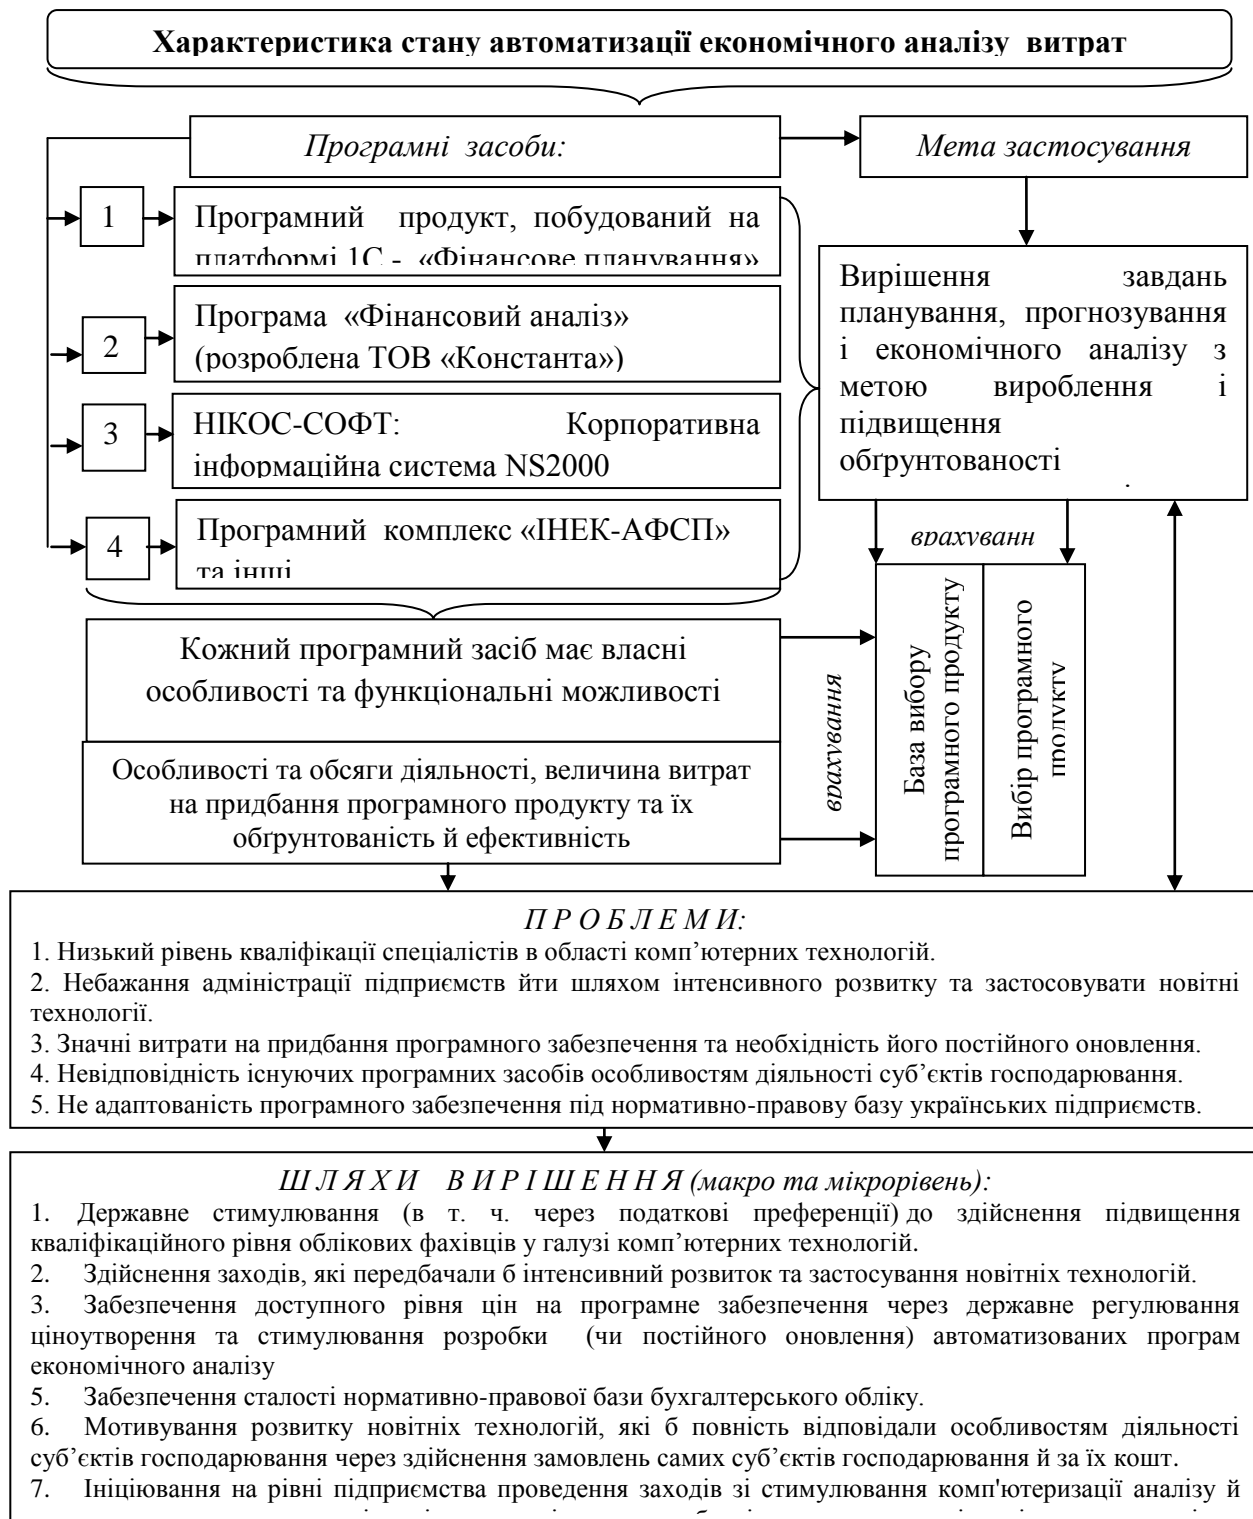 Характеристика стану автоматизації економічного аналізу витрат
Програмні засоби:
Мета застосування
1
Програмний продукт, побудований на
платформі 1С - «Фінансове планування»
2
Програма «Фінансовий аналіз»
(розроблена ТОВ «Константа»)
3
НІКОС-СОФТ: Корпоративна
інформаційна система NS2000
4
Програмний комплекс «ІНЕК-АФСП»
та інші
Вирішення завдань
планування, прогнозування
і економічного аналізу з
метою вироблення і
підвищення
обґрунтованості
врахуванн
Кожний програмний засіб має власні
особливості та функціональні можливості
Особливості та обсяги діяльності, величина витрат
на придбання програмного продукту та їх
обґрунтованість й ефективність
врахування
База вибору
програмного продукту
Вибір програмного
продукту
П Р О Б Л Е М И:
1. Низький рівень кваліфікації спеціалістів в області комп’ютерних технологій.
2. Небажання адміністрації підприємств йти шляхом інтенсивного розвитку та застосовувати новітні
технології.
3. Значні витрати на придбання програмного забезпечення та необхідність його постійного оновлення.
4. Невідповідність існуючих програмних засобів особливостям діяльності суб’єктів господарювання.
5. Не адаптованість програмного забезпечення під нормативно-правову базу українських підприємств.
Ш Л Я Х И В И Р І Ш Е Н Н Я (макро та мікрорівень):
1. Державне стимулювання (в т. ч. через податкові преференції) до здійснення підвищення
кваліфікаційного рівня облікових фахівців у галузі комп’ютерних технологій.
2. Здійснення заходів, які передбачали б інтенсивний розвиток та застосування новітніх технологій.
3. Забезпечення доступного рівня цін на програмне забезпечення через державне регулювання
ціноутворення та стимулювання розробки (чи постійного оновлення) автоматизованих програм
економічного аналізу
5. Забезпечення сталості нормативно-правової бази бухгалтерського обліку.
6. Мотивування розвитку новітніх технологій, які б повність відповідали особливостям діяльності
суб’єктів господарювання через здійснення замовлень самих суб’єктів господарювання й за їх кошт.
7. Ініціювання на рівні підприємства проведення заходів зі стимулювання комп'ютеризації аналізу й